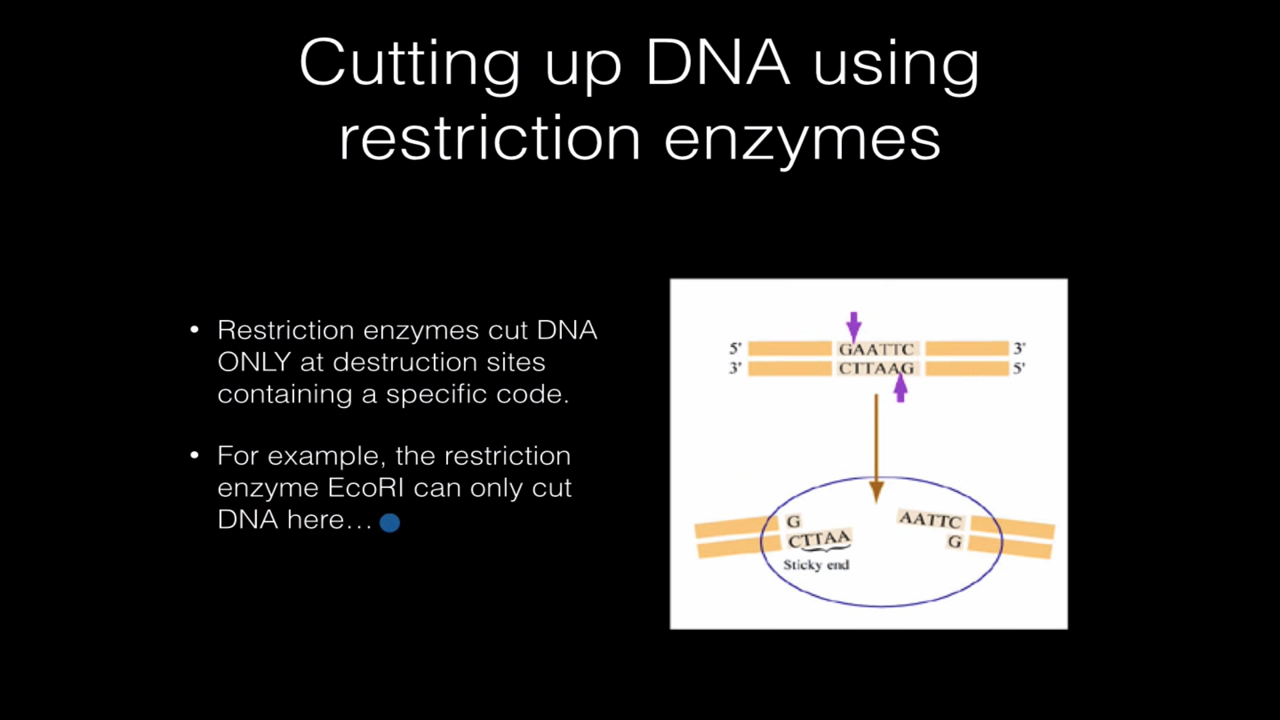 Cutting up DNA using
restriction enzymes
• Restriction enzymes cut DNA
ONLY at destruction sites
containing a specific code.
• For example, the restriction
enzyme EcoRI can only cut
DNA here…
5' GAATTC 3'
3' CTTAAG 5'
G
CTTAA
Sticky end
AATTC
G